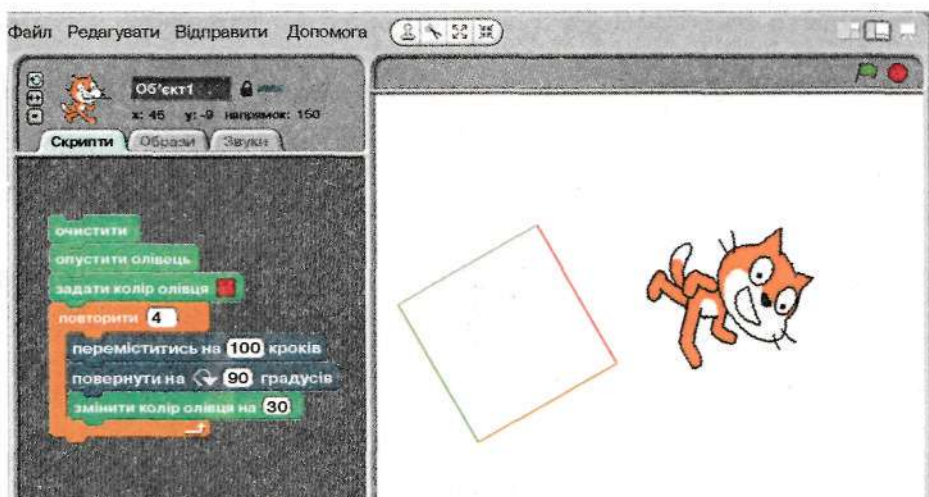 Файл Редагувати Відправити Допомога
Об'єкт1
x: 45 y: -9 напрямок: 150
Скрипти Образи Звуки
очистити
опустити олівець
задати колір олівця
повторити 4
переміститись на 100 кроків
повернути на 90 градусів
змінити колір олівця на 30